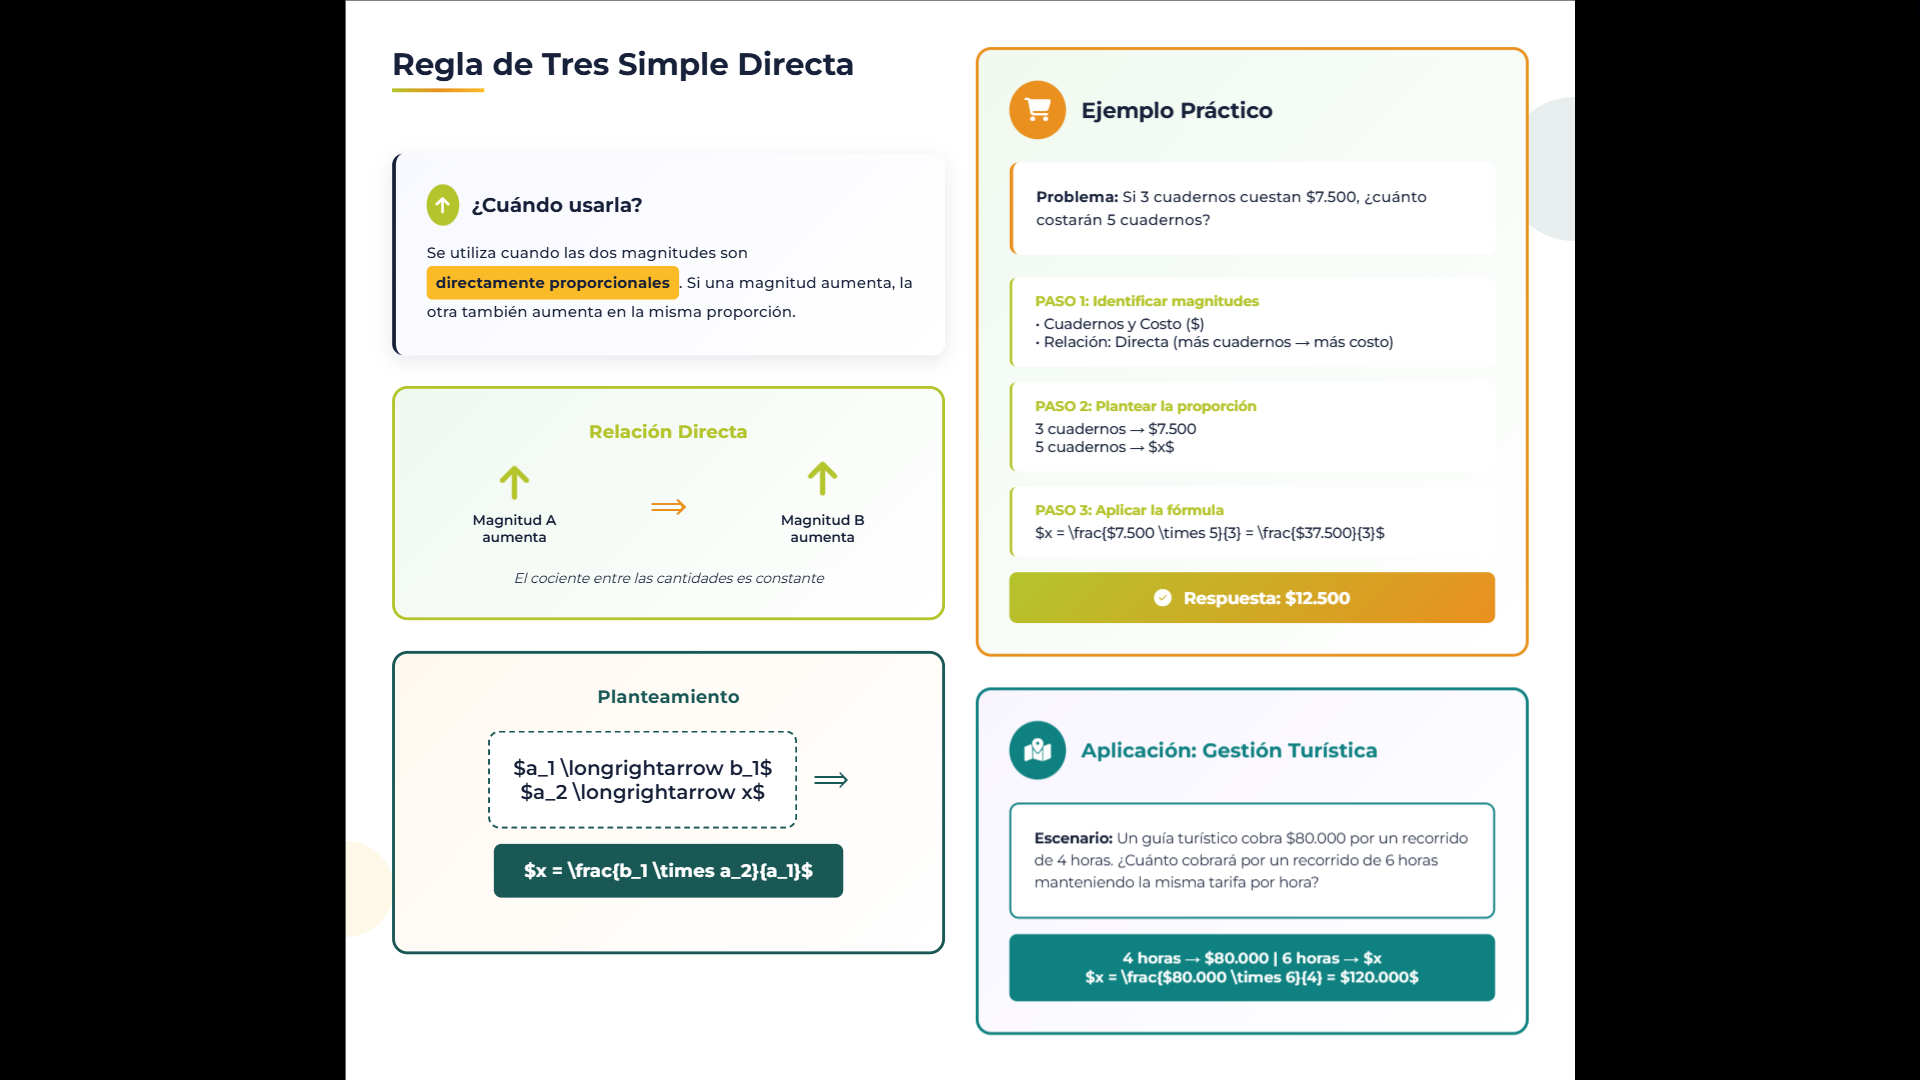 Regla de Tres Simple Directa
¿Cuándo usarla?
Se utiliza cuando las dos magnitudes son
directamente proporcionales . Si una magnitud aumenta, la
otra también aumenta en la misma proporción.
Relación Directa
Magnitud A
aumenta
⟹
Magnitud B
aumenta
El cociente entre las cantidades es constante
Planteamiento
$a_1 \longrightarrow b_1$
$a_2 \longrightarrow x$
⟹
$x = \frac{b_1 \times a_2}{a_1}$
Ejemplo Práctico
Problema: Si 3 cuadernos cuestan $7.500, ¿cuánto
costarán 5 cuadernos?
PASO 1: Identificar magnitudes
• Cuadernos y Costo ($)
• Relación: Directa (más cuadernos → más costo)
PASO 2: Plantear la proporción
3 cuadernos → $7.500
5 cuadernos → $x$
PASO 3: Aplicar la fórmula
$x = \frac{$7.500 \times 5}{3} = \frac{$37.500}{3}$
Respuesta: $12.500
Aplicación: Gestión Turística
Escenario: Un guía turístico cobra $80.000 por un recorrido
de 4 horas. ¿Cuánto cobrará por un recorrido de 6 horas
manteniendo la misma tarifa por hora?
4 horas → $80.000 | 6 horas → $x
$x = \frac{$80.000 \times 6}{4} = $120.000$